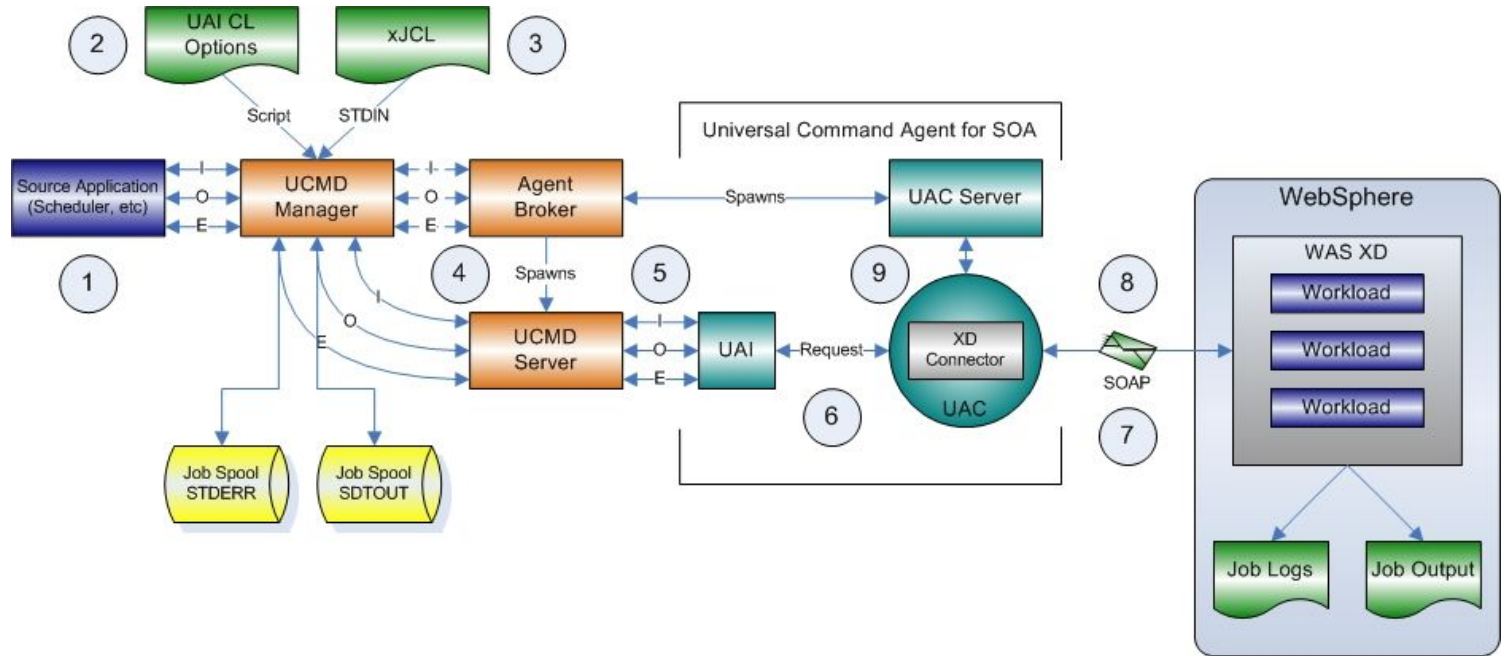 UAI CL
Options
2
xJCL
3
Script
STDIN
Universal Command Agent for SOA
Source Application
(Scheduler, etc)
I
O
E
UCMD
Manager
I
O
E
Agent
Broker
Spawns
UAC Server
WebSphere
WAS XD
Workload
Workload
Workload
1
4
Spawns
5
9
8
I
O
E
UCMD
Server
I
O
E
UAI
Request
XD
Connector
UAC
SOAP
6
7
Job Spool
STDERR
Job Spool
SDTOUT
Job Logs
Job Output